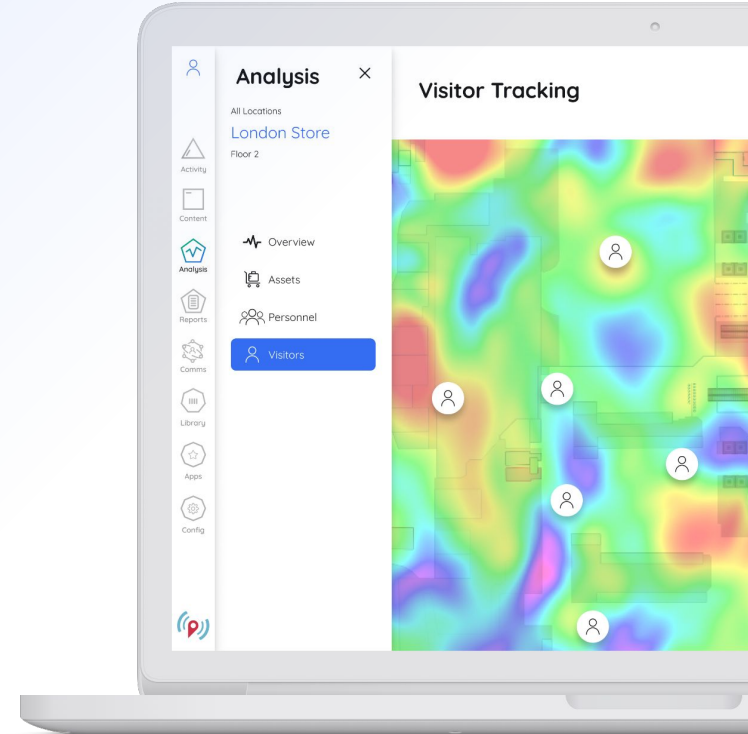 Analysis
All Locations
London Store
Floor 2
Overview
Assets
Personnel
Visitors
Activity
Content
Analysis
Reports
Comms
Library
Apps
Config
Visitor Tracking